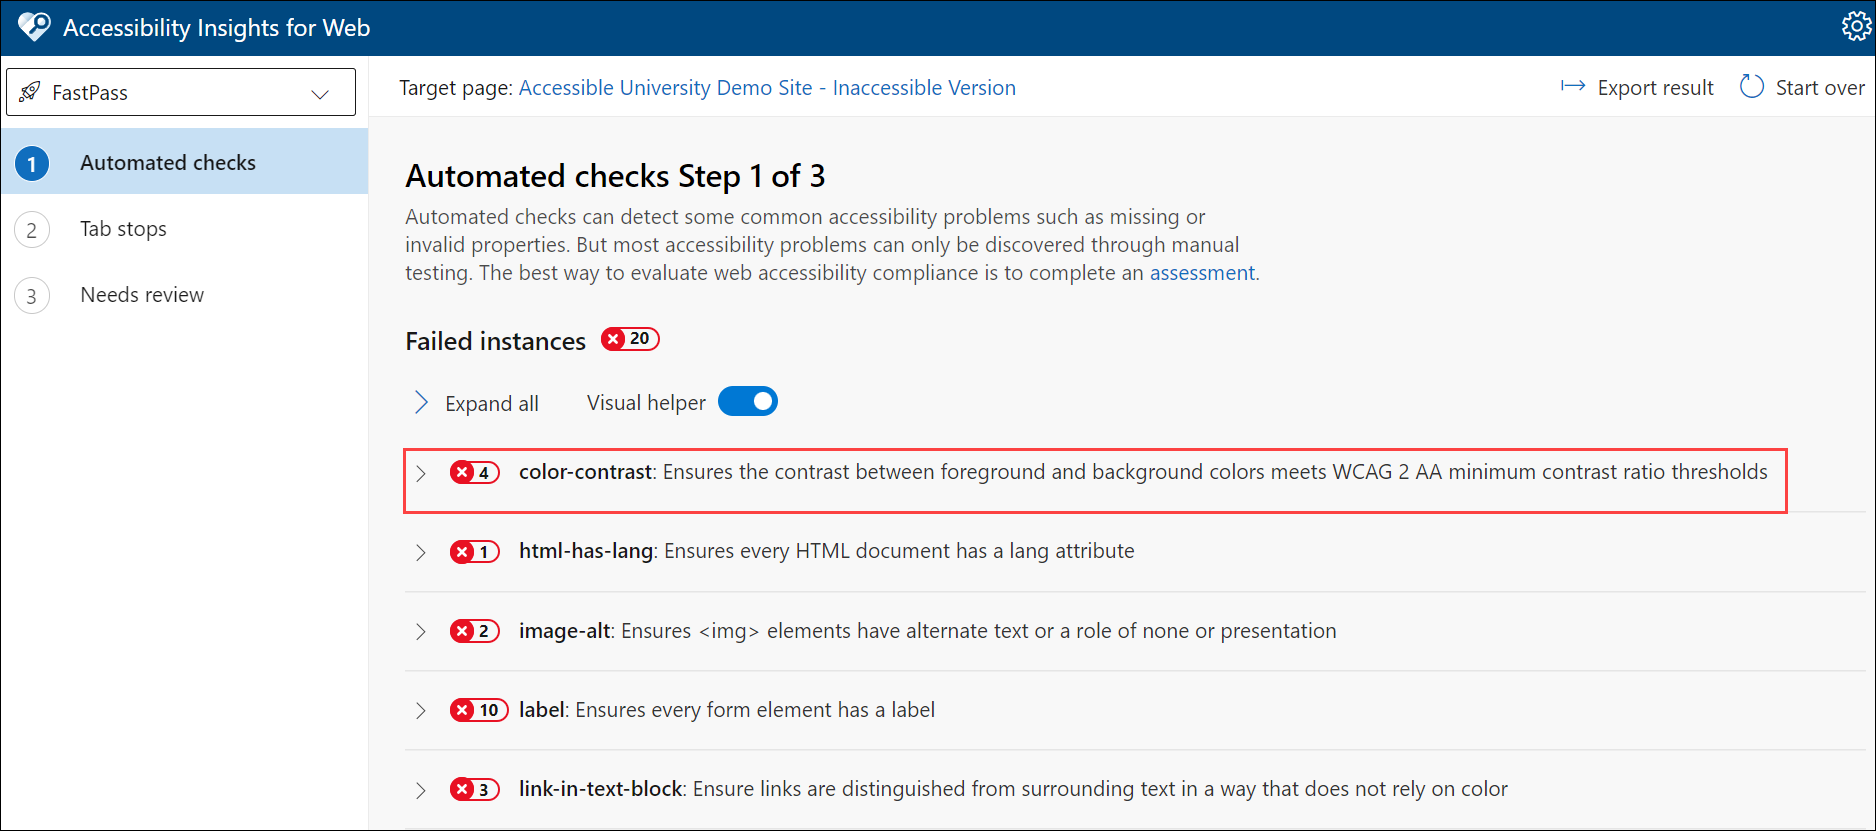 Accessibility Insights for Web
FastPass
Target page: Accessible University Demo Site - Inaccessible Version
Export result
Start over
1 Automated checks
2 Tab stops
3 Needs review
Automated checks Step 1 of 3
Automated checks can detect some common accessibility problems such as missing or
invalid properties. But most accessibility problems can only be discovered through manual
testing. The best way to evaluate web accessibility compliance is to complete an assessment.
Failed instances 20
Expand all
Visual helper
4 color-contrast: Ensures the contrast between foreground and background colors meets WCAG 2 AA minimum contrast ratio thresholds
1 html-has-lang: Ensures every HTML document has a lang attribute
2 image-alt: Ensures <img> elements have alternate text or a role of none or presentation
10 label: Ensures every form element has a label
3 link-in-text-block: Ensure links are distinguished from surrounding text in a way that does not rely on color